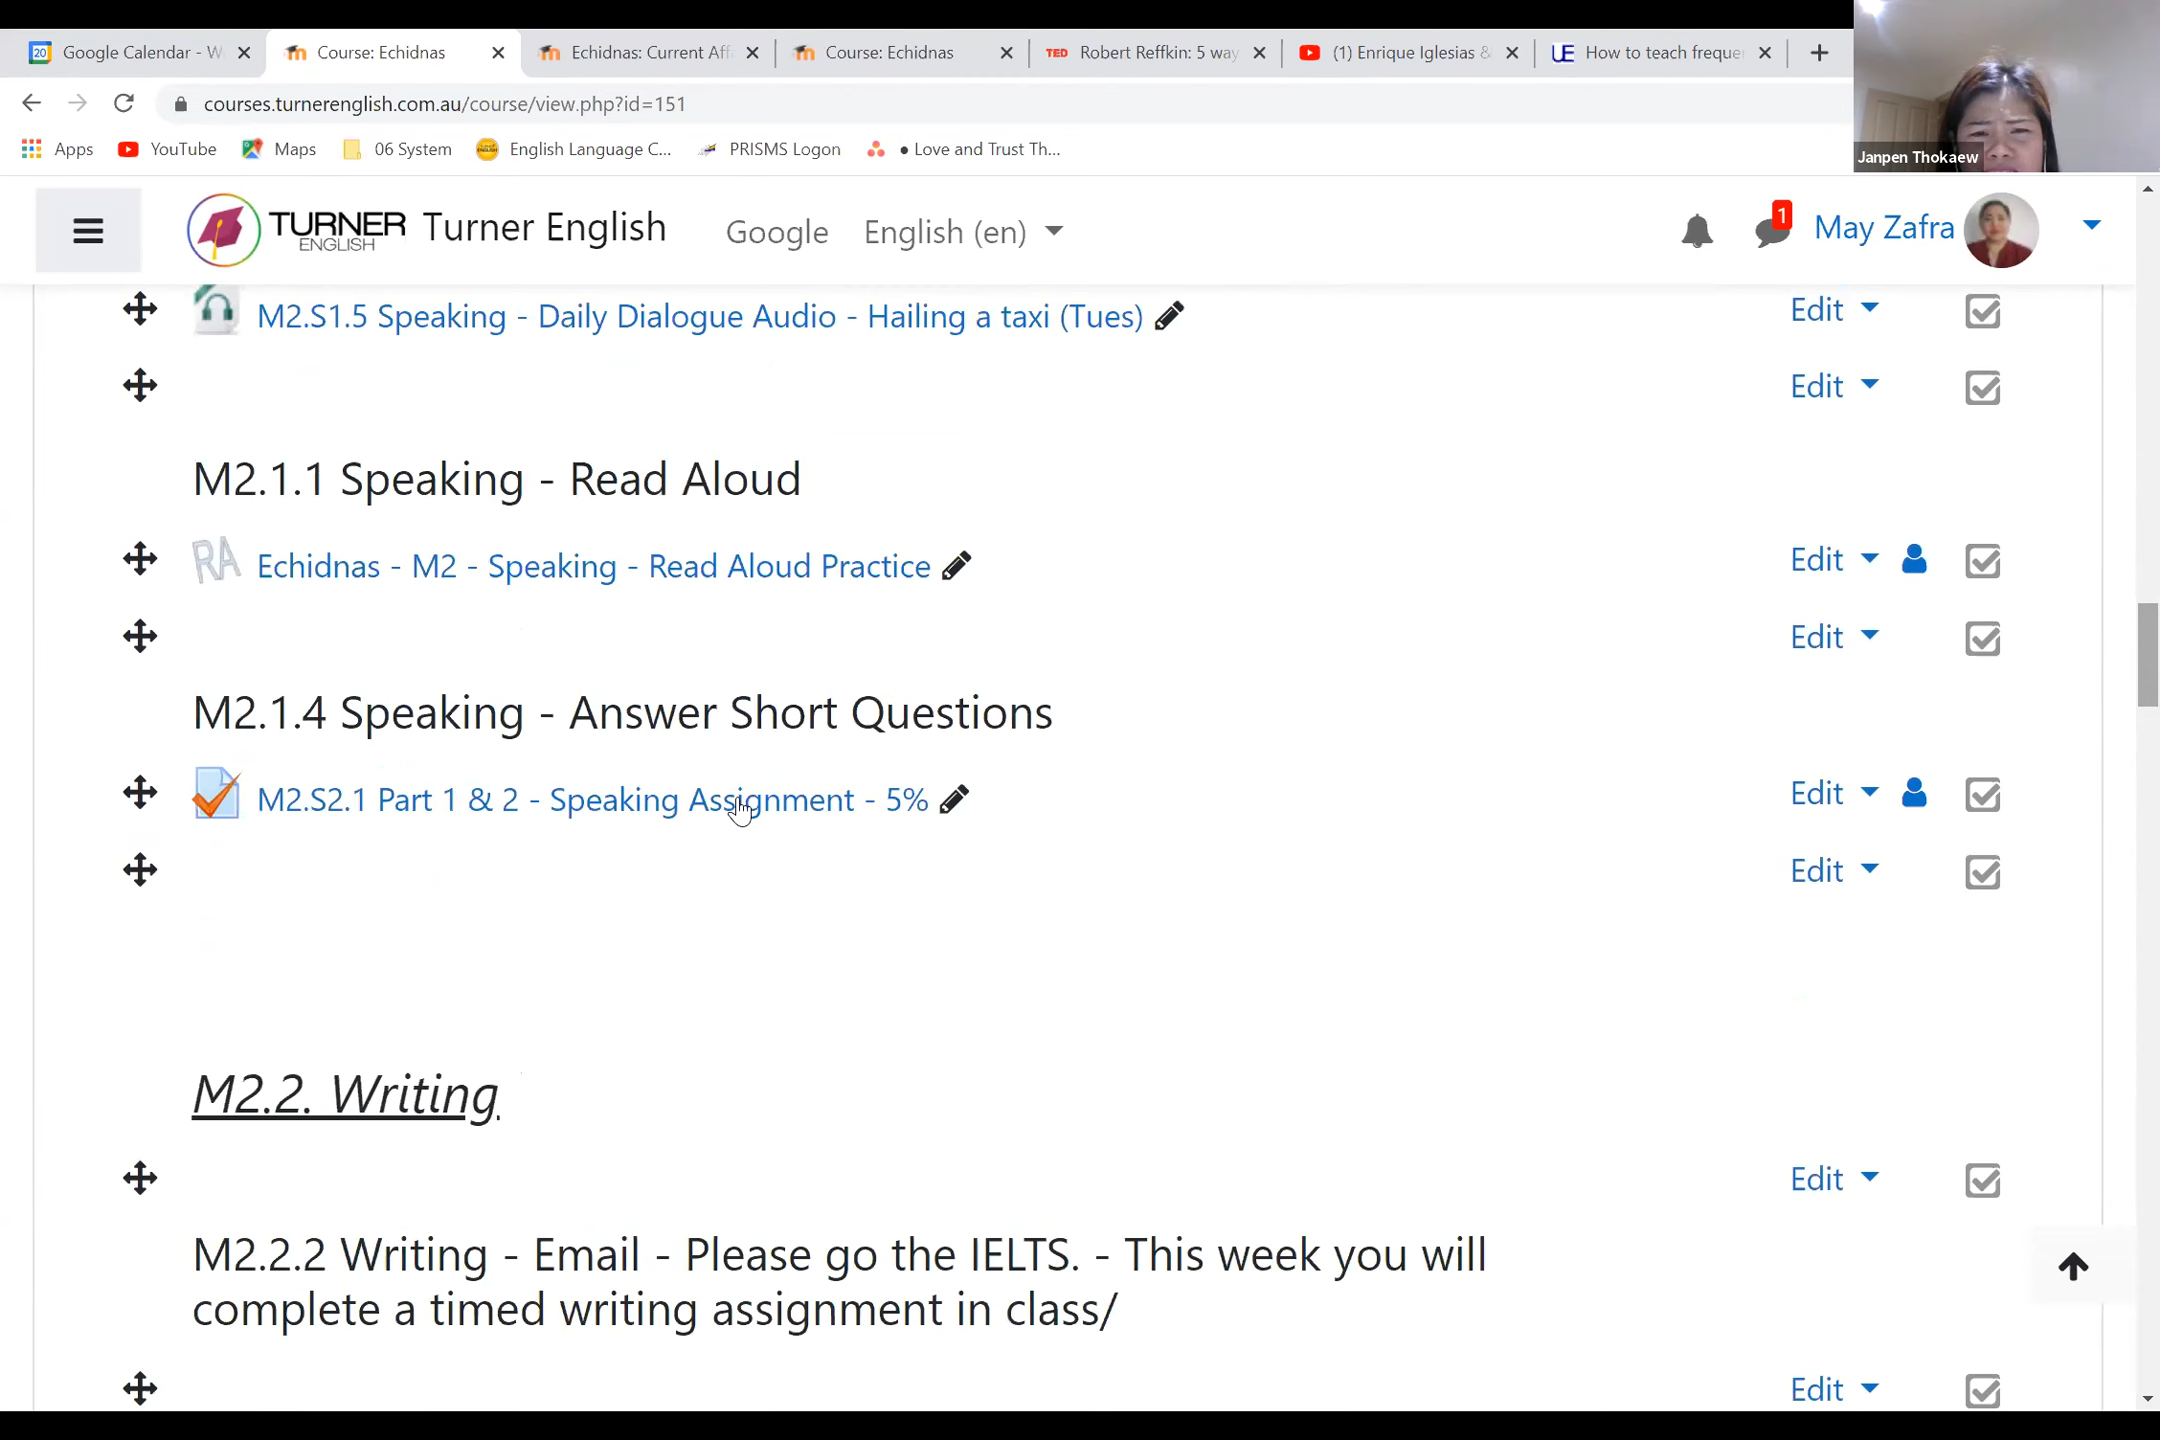 20 Google Calendar - W
Course: Echidnas
Echidnas: Current Aff
Course: Echidnas
TED Robert Reffkin: 5 way
(1) Enrique Iglesias &
UE How to teach freque
courses.turnerenglish.com.au/course/view.php?id=151
Apps YouTube Maps 06 System English Language C... PRISMS Logon • Love and Trust Th...
Janpen Thokaew
TURNER
ENGLISH
Turner English Google English (en) 1 May Zafra
M2.S1.5 Speaking - Daily Dialogue Audio - Hailing a taxi (Tues) Edit
Edit
M2.1.1 Speaking - Read Aloud
RA Echidnas - M2 - Speaking - Read Aloud Practice Edit
Edit
M2.1.4 Speaking - Answer Short Questions
M2.S2.1 Part 1 & 2 - Speaking Assignment - 5% Edit
Edit
M2.2. Writing
Edit
M2.2.2 Writing - Email - Please go the IELTS. - This week you will
complete a timed writing assignment in class/
Edit